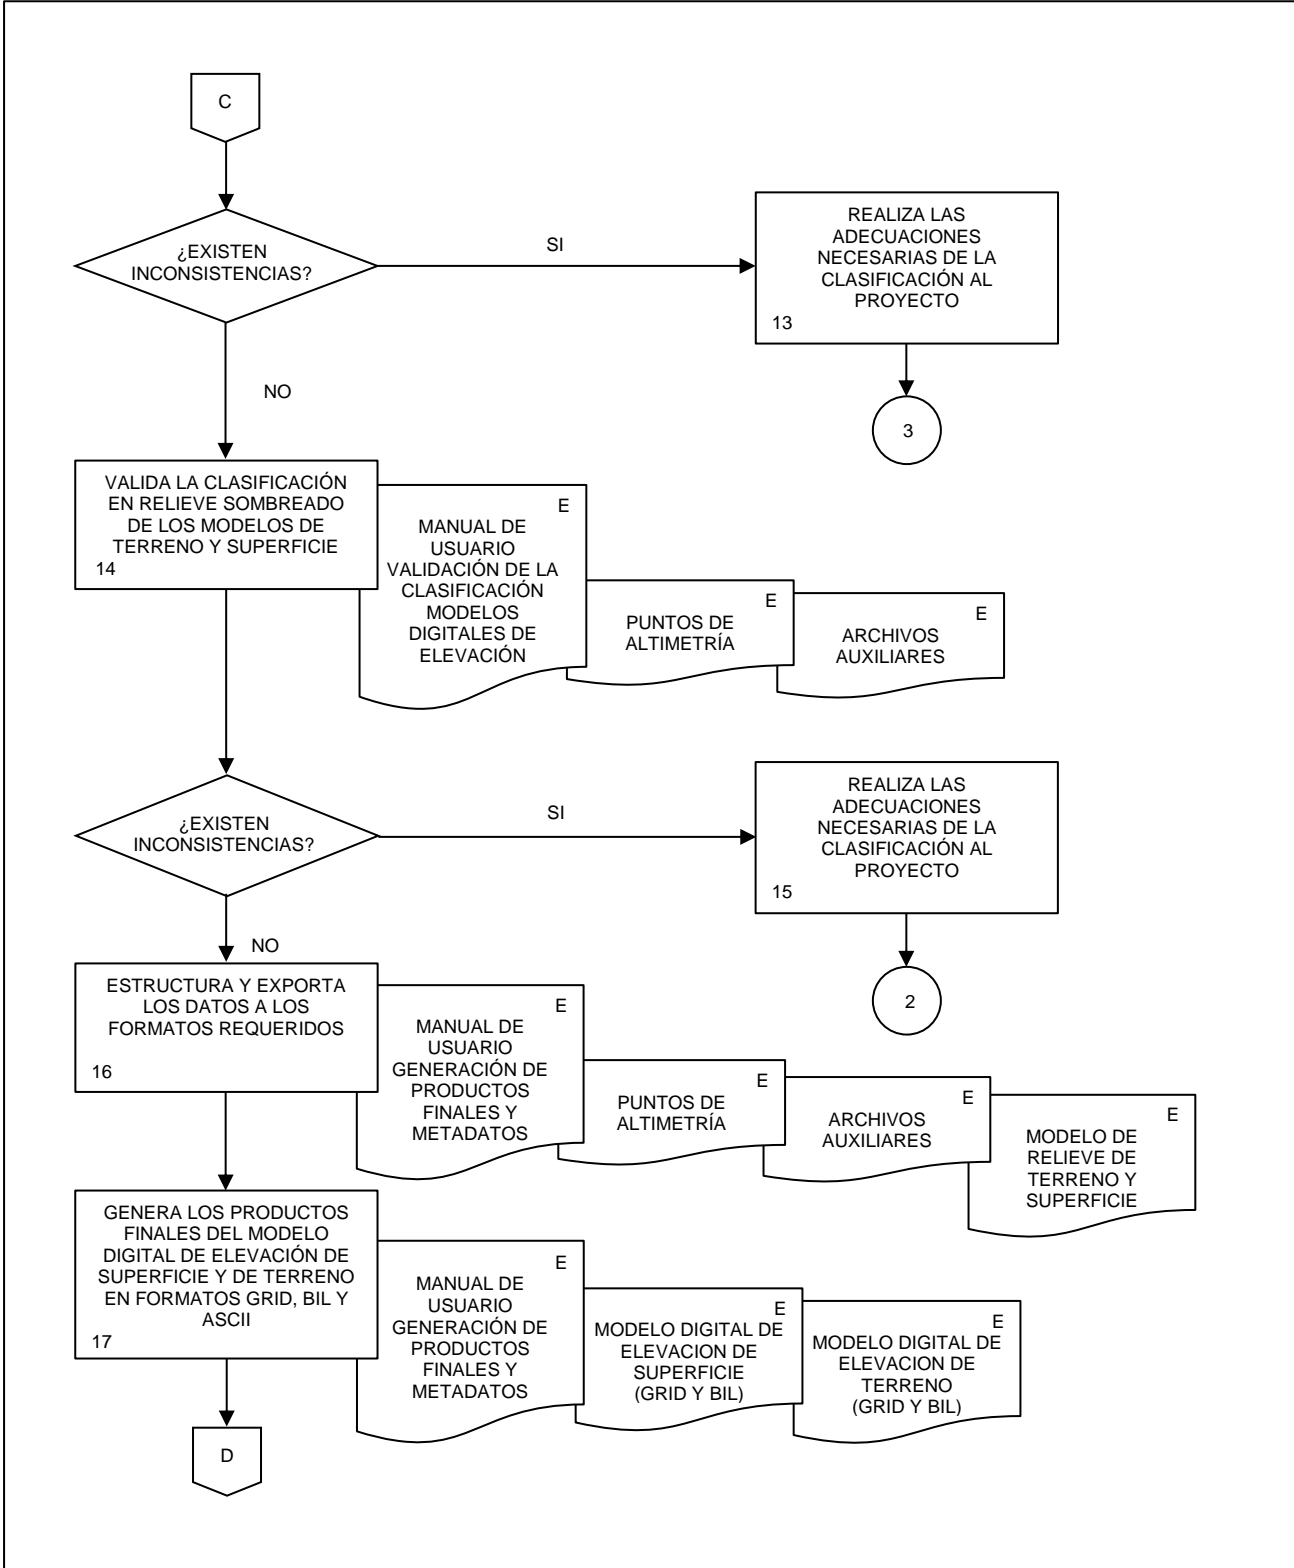 C
¿EXISTEN
INCONSISTENCIAS?
SI
REALIZA LAS
ADECUACIONES
NECESARIAS DE LA
CLASIFICACIÓN AL
PROYECTO
13
3
NO
VALIDA LA CLASIFICACIÓN
EN RELIEVE SOMBREADO
DE LOS MODELOS DE
TERRENO Y SUPERFICIE
14
E
MANUAL DE
USUARIO
VALIDACIÓN DE LA
CLASIFICACIÓN
MODELOS
DIGITALES DE
ELEVACIÓN
E
PUNTOS DE
ALTIMETRÍA
E
ARCHIVOS
AUXILIARES
¿EXISTEN
INCONSISTENCIAS?
SI
REALIZA LAS
ADECUACIONES
NECESARIAS DE LA
CLASIFICACIÓN AL
PROYECTO
15
2
NO
ESTRUCTURA Y EXPORTA
LOS DATOS A LOS
FORMATOS REQUERIDOS
16
E
MANUAL DE
USUARIO
GENERACIÓN DE
PRODUCTOS
FINALES Y
METADATOS
E
PUNTOS DE
ALTIMETRÍA
E
ARCHIVOS
AUXILIARES
E
MODELO DE
RELIEVE DE
TERRENO Y
SUPERFICIE
GENERA LOS PRODUCTOS
FINALES DEL MODELO
DIGITAL DE ELEVACIÓN DE
SUPERFICIE Y DE TERRENO
EN FORMATOS GRID, BIL Y
ASCII
17
E
MANUAL DE
USUARIO
GENERACIÓN DE
PRODUCTOS
FINALES Y
METADATOS
E
MODELO DIGITAL DE
ELEVACION DE
SUPERFICIE
(GRID Y BIL)
E
MODELO DIGITAL DE
ELEVACION DE
TERRENO
(GRID Y BIL)
D